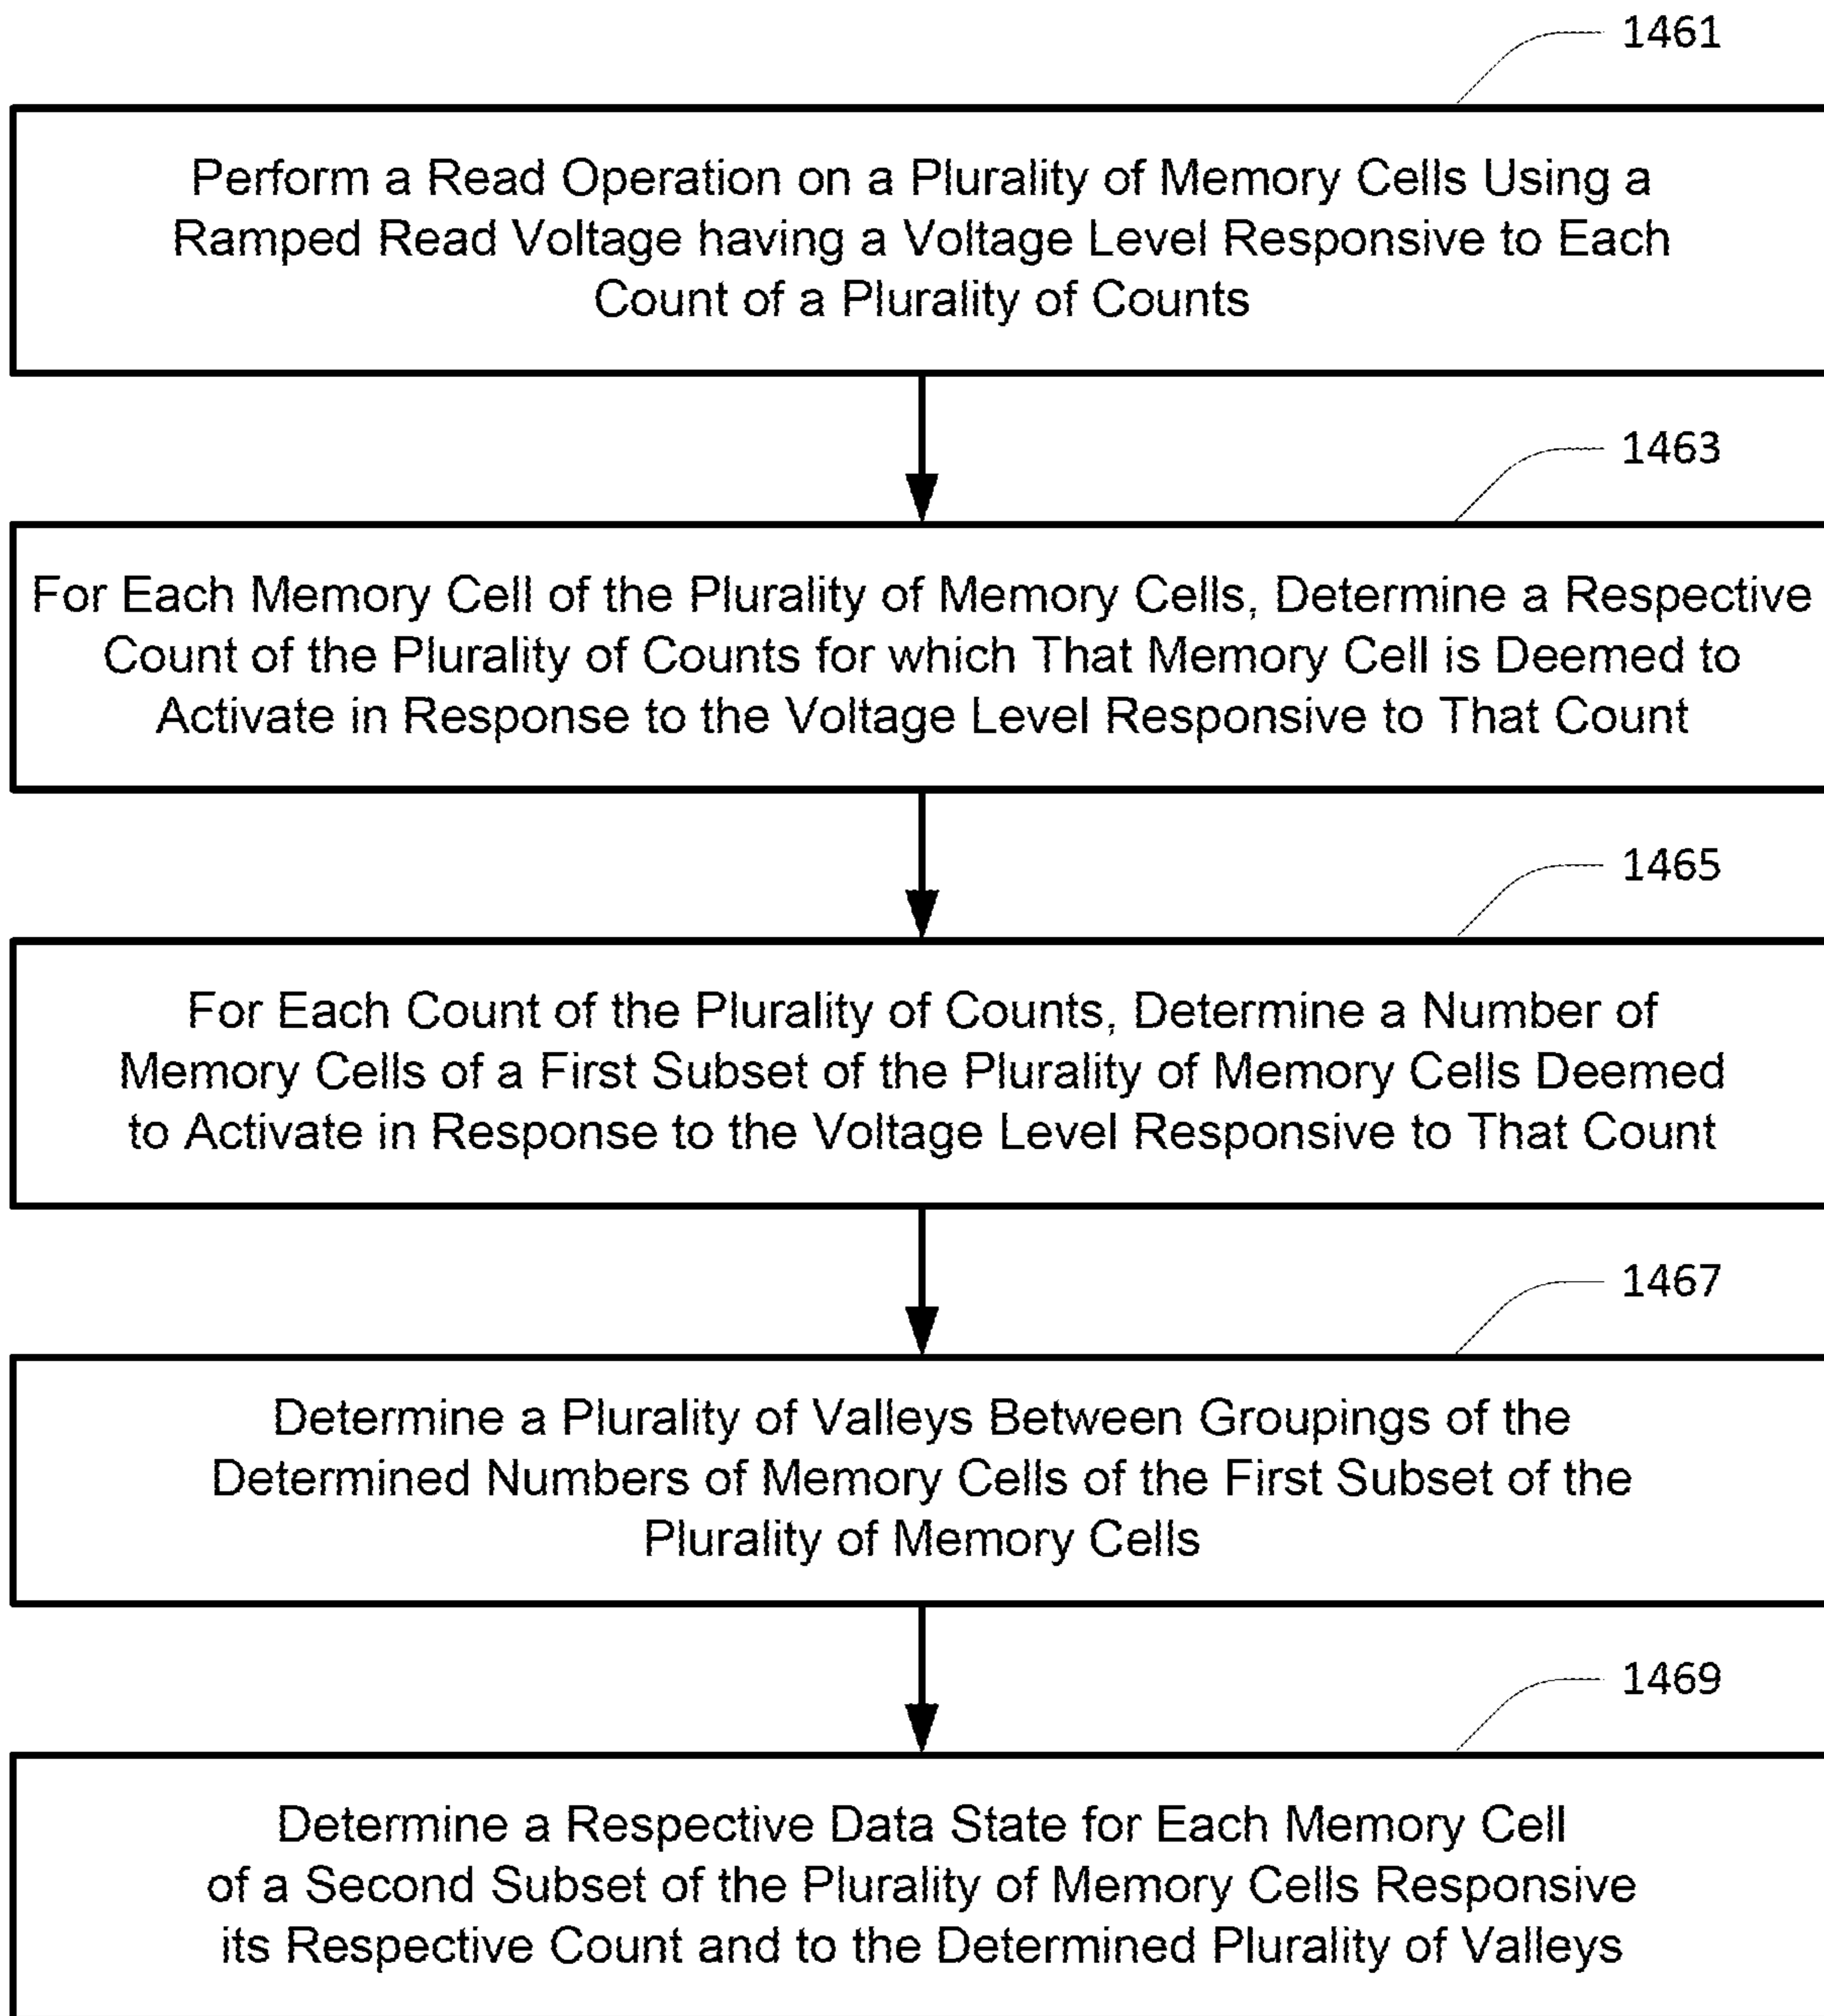 1461
Perform a Read Operation on a Plurality of Memory Cells Using a
Ramped Read Voltage having a Voltage Level Responsive to Each
Count of a Plurality of Counts
1463
For Each Memory Cell of the Plurality of Memory Cells, Determine a Respective
Count of the Plurality of Counts for which That Memory Cell is Deemed to
Activate in Response to the Voltage Level Responsive to That Count
1465
For Each Count of the Plurality of Counts, Determine a Number of
Memory Cells of a First Subset of the Plurality of Memory Cells Deemed
to Activate in Response to the Voltage Level Responsive to That Count
1467
Determine a Plurality of Valleys Between Groupings of the
Determined Numbers of Memory Cells of the First Subset of the
Plurality of Memory Cells
1469
Determine a Respective Data State for Each Memory Cell
of a Second Subset of the Plurality of Memory Cells Responsive
its Respective Count and to the Determined Plurality of Valleys